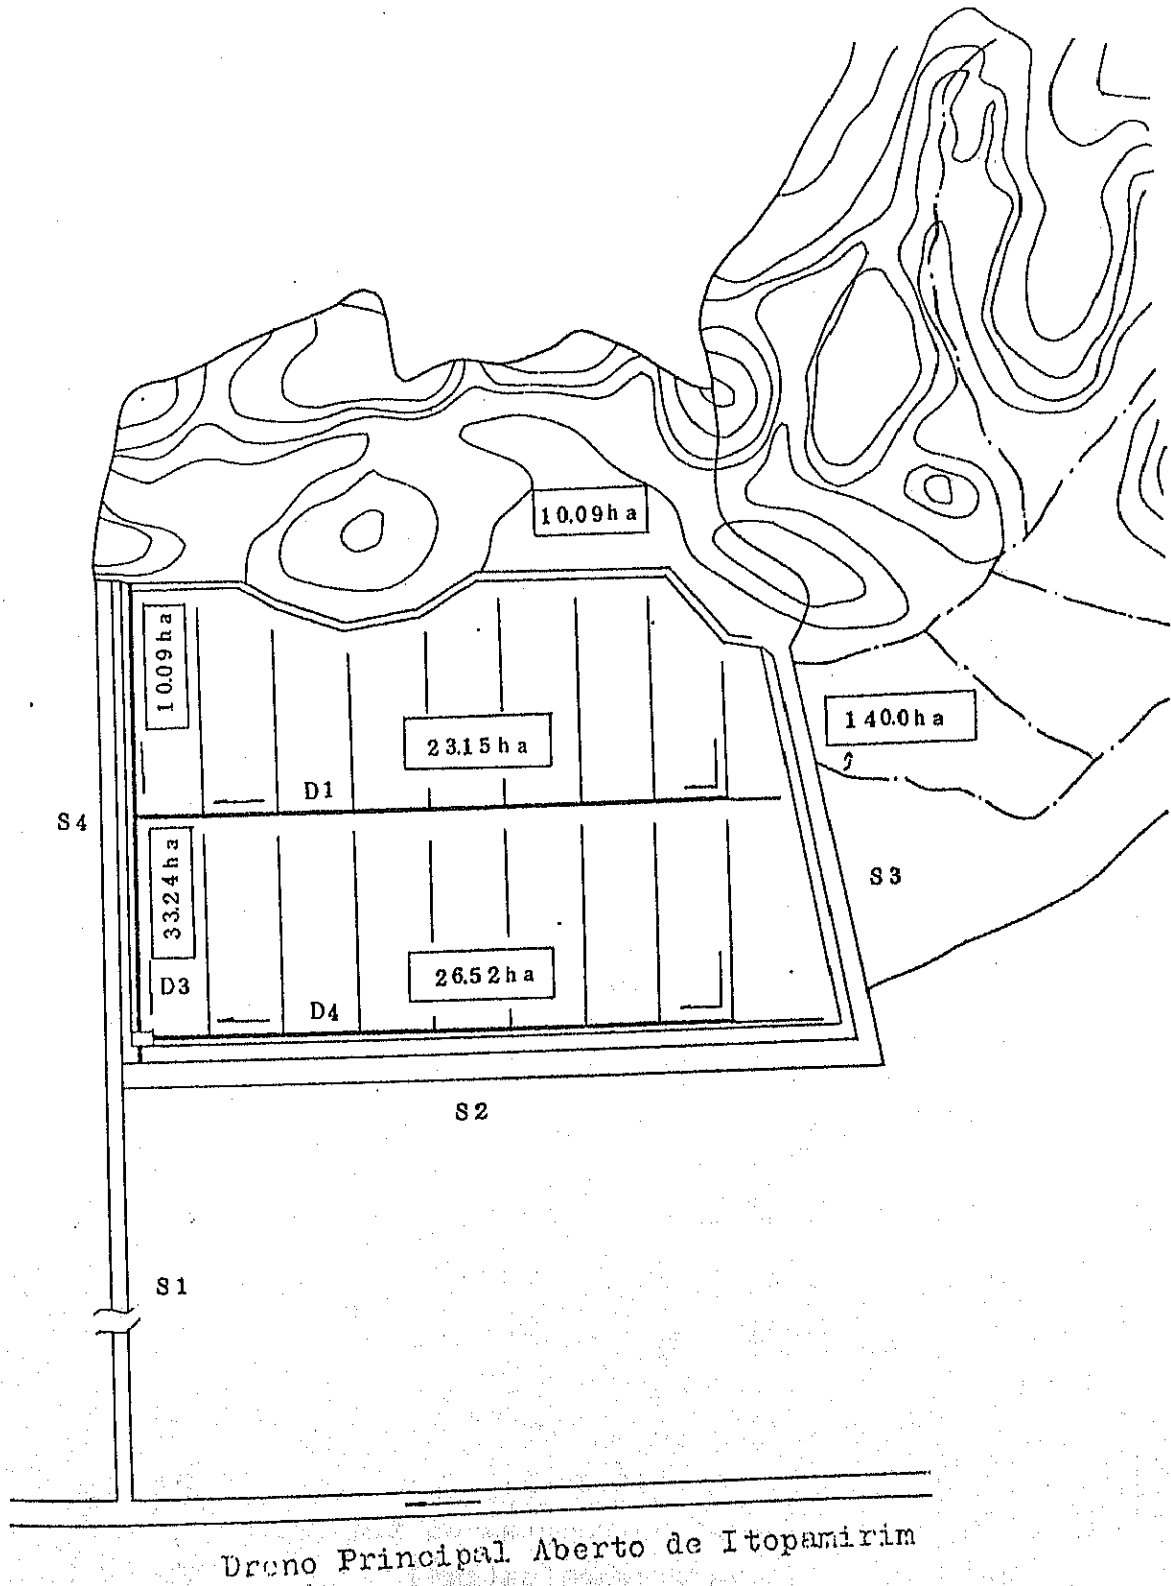 10.09ha
10.09ha
140.0ha
23.15ha
D1
S4
33.24ha
S3
26.52ha
D3
D4
S2
S1
Dreno Principal Aberto de Itopamirim